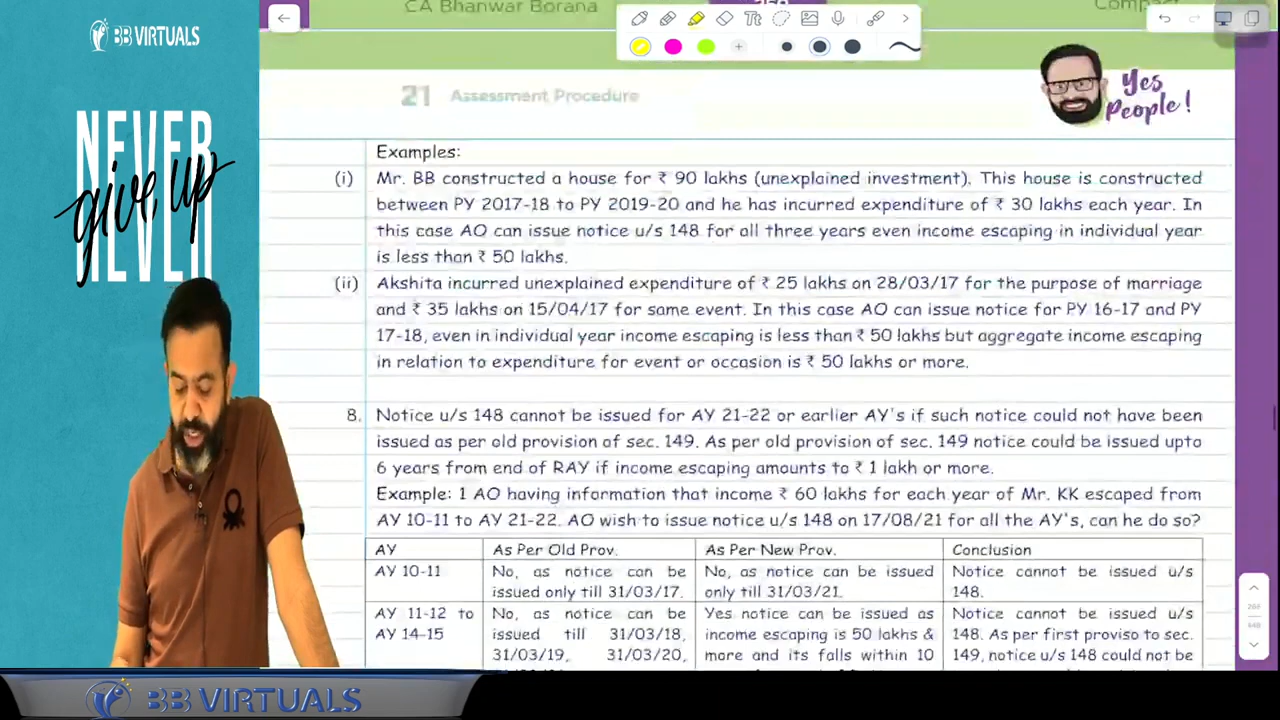 CA Bhanwar Borana
Compact
BB VIRTUALS
Tt
NEVER
give up
NEVER
21 Assessment Procedure
Yes
People!
Examples:
(i) Mr. BB constructed a house for ₹ 90 lakhs (unexplained investment). This house is constructed
between PY 2017-18 to PY 2019-20 and he has incurred expenditure of ₹ 30 lakhs each year. In
this case AO can issue notice u/s 148 for all three years even income escaping in individual year
is less than ₹ 50 lakhs.
(ii) Akshita incurred unexplained expenditure of ₹ 25 lakhs on 28/03/17 for the purpose of marriage
and ₹ 35 lakhs on 15/04/17 for same event. In this case AO can issue notice for PY 16-17 and PY
17-18, even in individual year income escaping is less than ₹ 50 lakhs but aggregate income escaping
in relation to expenditure for event or occasion is ₹ 50 lakhs or more.
8. Notice u/s 148 cannot be issued for AY 21-22 or earlier AY's if such notice could not have been
issued as per old provision of sec. 149. As per old provision of sec. 149 notice could be issued upto
6 years from end of RAY if income escaping amounts to ₹ 1 lakh or more.
Example: 1 AO having information that income ₹ 60 lakhs for each year of Mr. KK escaped from
AY 10-11 to AY 21-22. AO wish to issue notice u/s 148 on 17/08/21 for all the AY's, can he do so?
AY As Per Old Prov. As Per New Prov. Conclusion
AY 10-11 No, as notice can be No, as notice can be issued Notice cannot be issued u/s
issued only till 31/03/17. only till 31/03/21. 148.
AY 11-12 to No, as notice can be Yes notice can be issued as Notice cannot be issued u/s
AY 14-15 issued till 31/03/18, income escaping is 50 lakhs & 148. As per first proviso to sec.
31/03/19, 31/03/20, more and its falls within 10 149, notice u/s 148 could not be
BB VIRTUALS